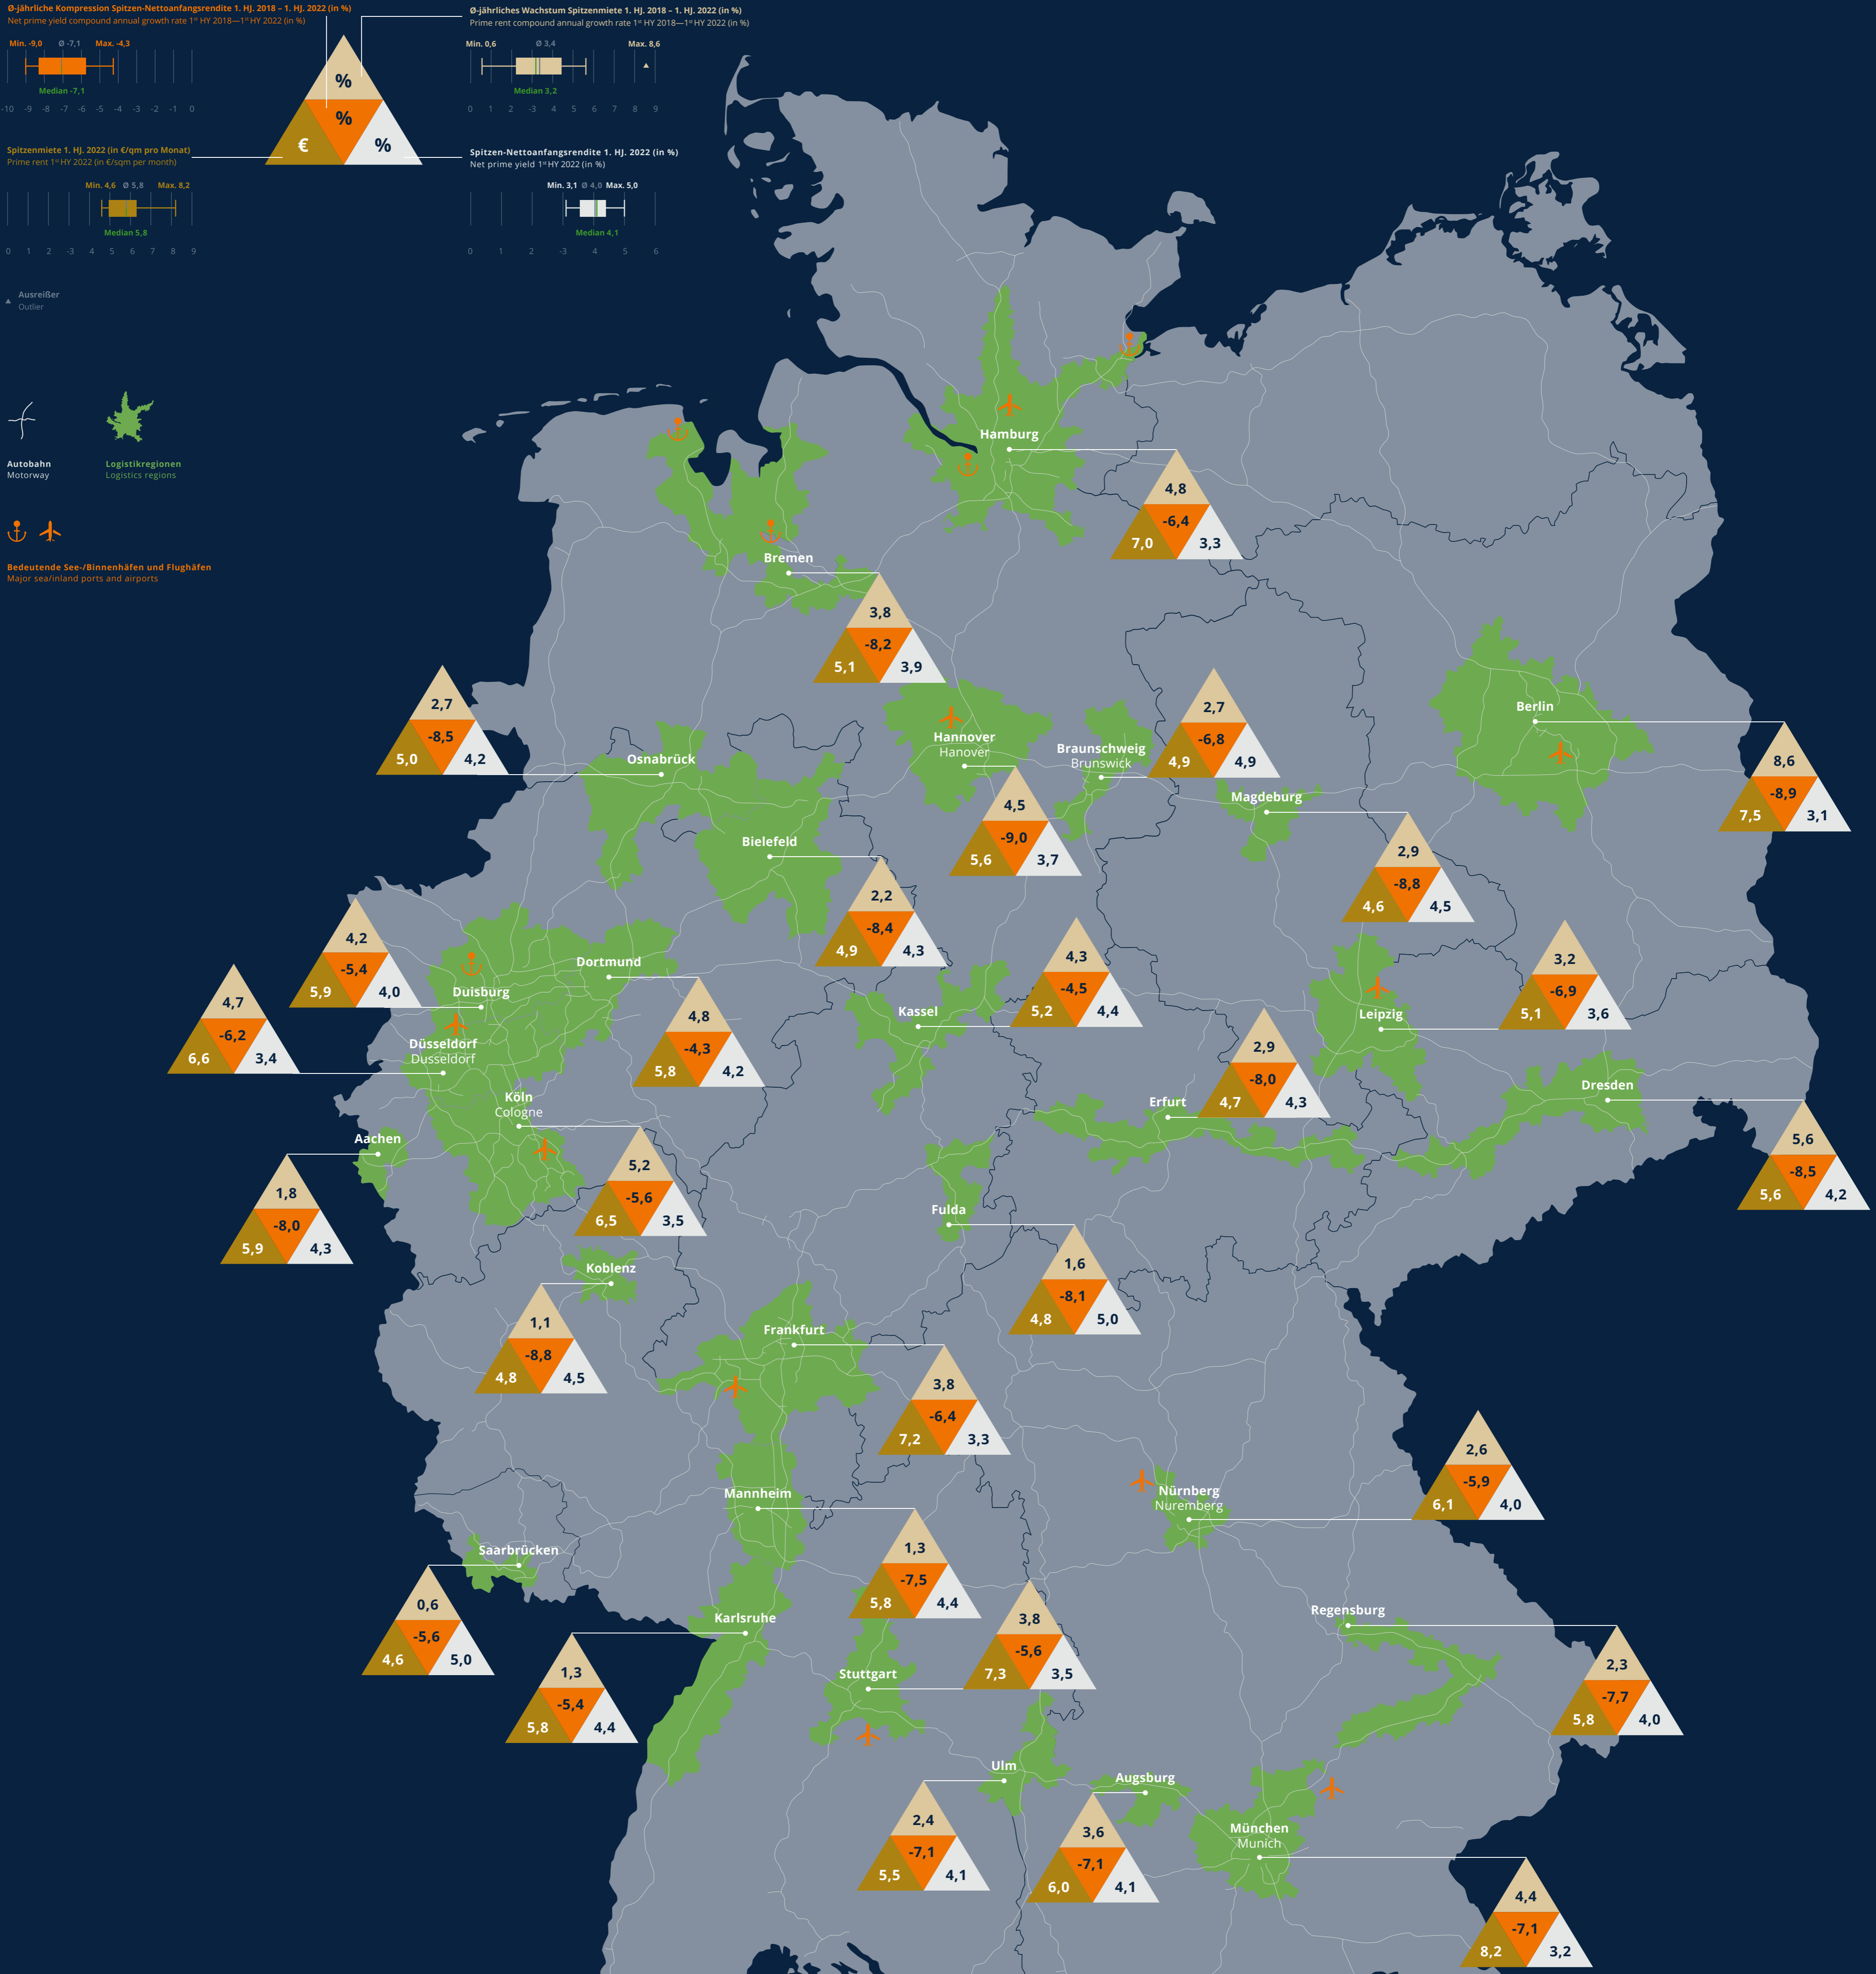 Ø-jährliche Kompression Spitzen-Nettoanfangsrendite 1. HJ. 2018 – 1. HJ. 2022 (in %)
Net prime yield compound annual growth rate 1st HY 2018—1st HY 2022 (in %)
Min. -9,0 Ø -7,1 Max. -4,3
Median -7,1
-10 -9 -8 -7 -6 -5 -4 -3 -2 -1 0
Ø-jährliches Wachstum Spitzenmiete 1. HJ. 2018 – 1. HJ. 2022 (in %)
Prime rent compound annual growth rate 1st HY 2018—1st HY 2022 (in %)
Min. 0,6 Ø 3,4 Max. 8,6
Median 3,2
0 1 2 -3 4 5 6 7 8 9
%
%
€ %
Spitzenmiete 1. HJ. 2022 (in €/qm pro Monat)
Prime rent 1st HY 2022 (in €/sqm per month)
Min. 4,6 Ø 5,8 Max. 8,2
Median 5,8
0 1 2 -3 4 5 6 7 8 9
Spitzen-Nettoanfangsrendite 1. HJ. 2022 (in %)
Net prime yield 1st HY 2022 (in %)
Min. 3,1 Ø 4,0 Max. 5,0
Median 4,1
0 1 2 -3 4 5 6
Ausreißer
Outlier
Autobahn
Motorway
Logistikregionen
Logistics regions
Bedeutende See-/Binnenhäfen und Flughäfen
Major sea/inland ports and airports
Hamburg
4,8
-6,4
7,0 3,3
Bremen
3,8
-8,2
5,1 3,9
Osnabrück
2,7
-8,5
5,0 4,2
Hannover
Hanover
4,5
-9,0
5,6 3,7
Braunschweig
Brunswick
2,7
-6,8
4,9 4,9
Berlin
8,6
-8,9
7,5 3,1
Magdeburg
2,9
-8,8
4,6 4,5
Bielefeld
2,2
-8,4
4,9 4,3
Duisburg
4,2
-5,4
5,9 4,0
Dortmund
4,8
-4,3
5,8 4,2
Düsseldorf
Dusseldorf
4,7
-6,2
6,6 3,4
Kassel
4,3
-4,5
5,2 4,4
Leipzig
3,2
-6,9
5,1 3,6
Erfurt
2,9
-8,0
4,7 4,3
Dresden
5,6
-8,5
5,6 4,2
Köln
Cologne
5,2
-5,6
6,5 3,5
Aachen
1,8
-8,0
5,9 4,3
Fulda
1,6
-8,1
4,8 5,0
Koblenz
1,1
-8,8
4,8 4,5
Frankfurt
3,8
-6,4
7,2 3,3
Nürnberg
Nuremberg
2,6
-5,9
6,1 4,0
Mannheim
1,3
-7,5
5,8 4,4
Saarbrücken
0,6
-5,6
4,6 5,0
Karlsruhe
1,3
-5,4
5,8 4,4
Stuttgart
3,8
-5,6
7,3 3,5
Regensburg
2,3
-7,7
5,8 4,0
Ulm
2,4
-7,1
5,5 4,1
Augsburg
3,6
-7,1
6,0 4,1
München
Munich
4,4
-7,1
8,2 3,2